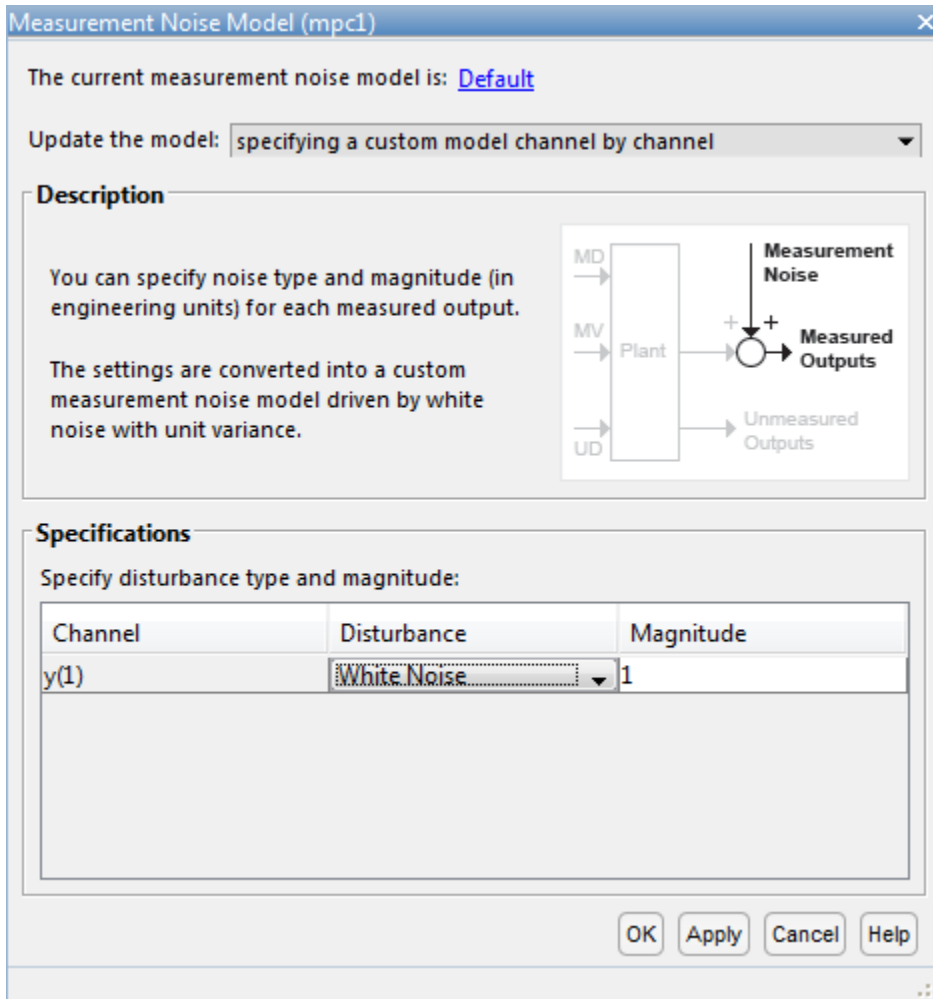 Measurement Noise Model (mpc1)
The current measurement noise model is: Default
Update the model: specifying a custom model channel by channel
Description
You can specify noise type and magnitude (in
engineering units) for each measured output.
The settings are converted into a custom
measurement noise model driven by white
noise with unit variance.
MD
Measurement
Noise
MV
Plant
+ +
Measured
Outputs
UD
Unmeasured
Outputs
Specifications
Specify disturbance type and magnitude:
Channel Disturbance Magnitude
y(1) White Noise 1
OK Apply Cancel Help